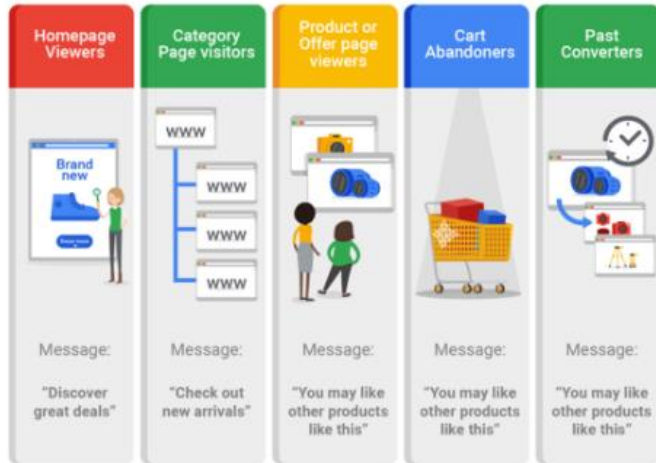 Homepage
Viewers
Category
Page visitors
Product or
Offer page
viewers
Cart
Abandoners
Past
Converters
Brand
new
www
www
www
www
Message:
"Discover
great deals"
Message:
"Check out
new arrivals"
Message:
"You may like
other products
like this"
Message:
"You may like
other products
like this"
Message:
"You may like
other products
like this"